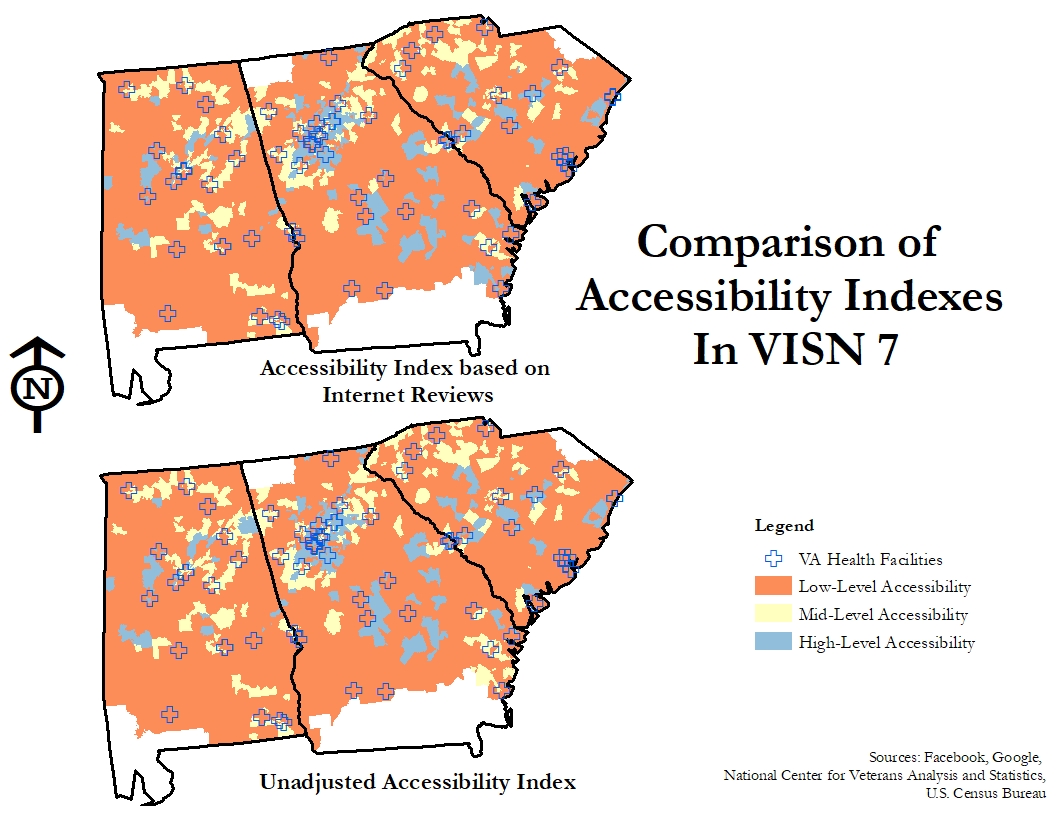 Comparison of
Accessibility Indexes
In VISN 7
N
Accessibility Index based on
Internet Reviews
Legend
VA Health Facilities
Low-Level Accessibility
Mid-Level Accessibility
High-Level Accessibility
Unadjusted Accessibility Index
Sources: Facebook, Google,
National Center for Veterans Analysis and Statistics,
U.S. Census Bureau